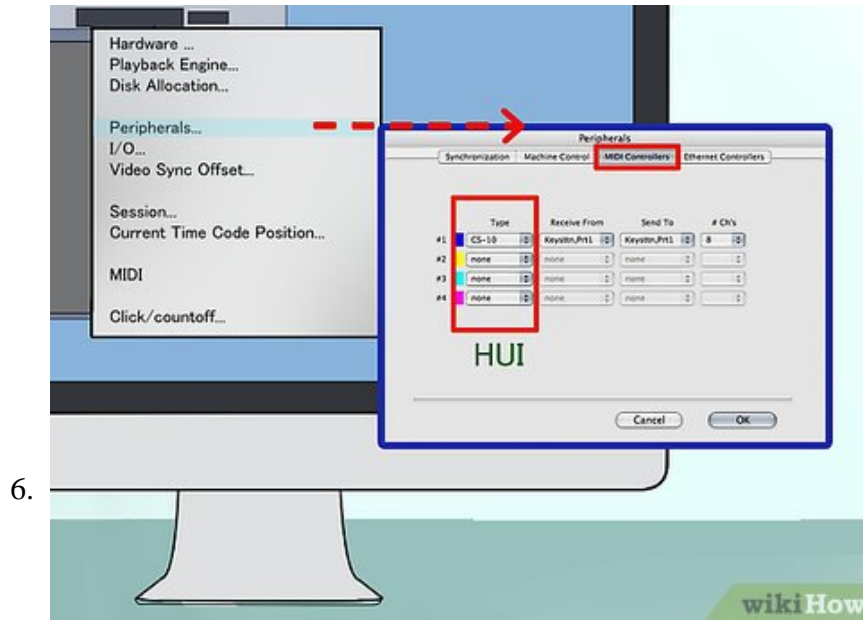 Hardware ...
Playback Engine...
Disk Allocation...
Peripherals...
I/O...
Video Sync Offset...
Session...
Current Time Code Position...
MIDI
Click/countoff...
Peripherals
Synchronization Machine Control MIDI Controllers Ethernet Controllers
Type Receive From Send To # Ch's
#1 CS-10 Keysttn,Prt1 Keysttn,Prt1 8
#2 none none none
#3 none none none
#4 none none none
HUI
Cancel OK
6.
wikiHow